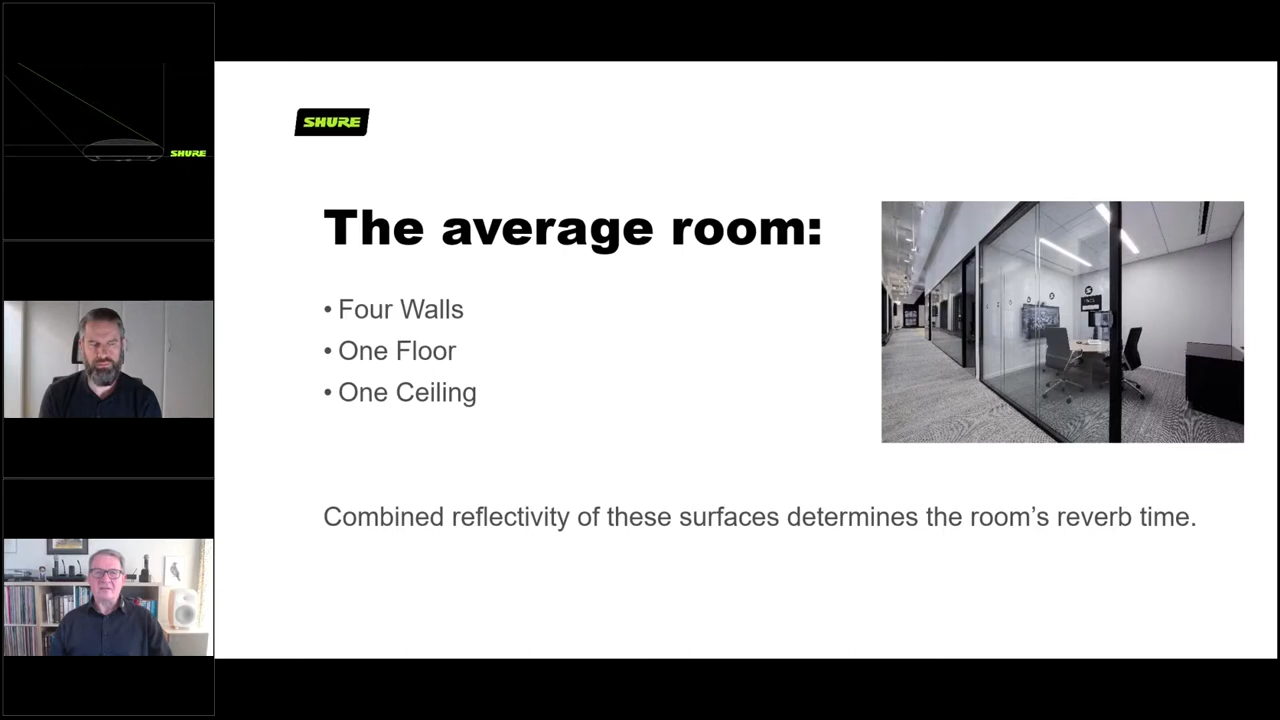 SHURE
SHURE
The average room:
• Four Walls
• One Floor
• One Ceiling
Combined reflectivity of these surfaces determines the room’s reverb time.